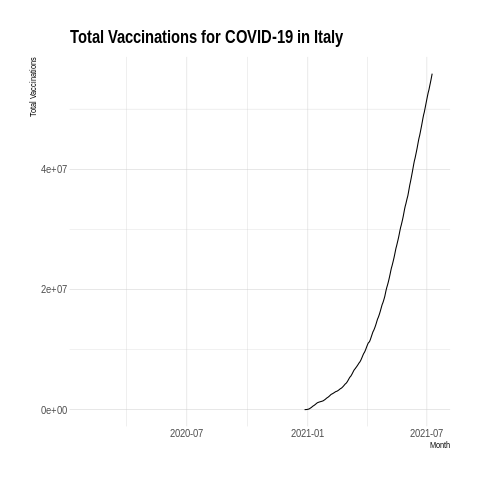 Total Vaccinations for COVID-19 in Italy
Total Vaccinations
4e+07
2e+07
0e+00
2020-07
2021-01
2021-07
Month